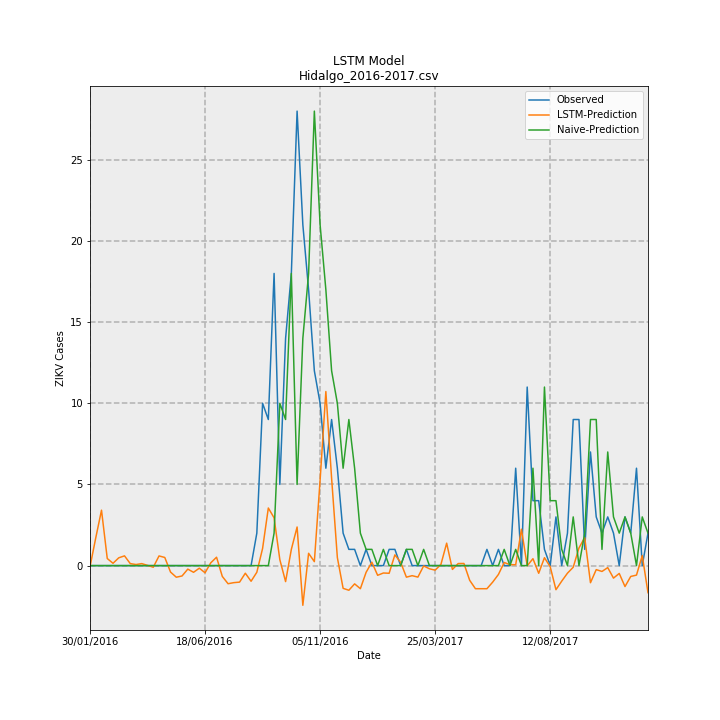 LSTM Model
Hidalgo_2016-2017.csv
Observed
LSTM-Prediction
Naive-Prediction
ZIKV Cases
25
20
15
10
5
0
30/01/2016
18/06/2016
05/11/2016
25/03/2017
12/08/2017
Date